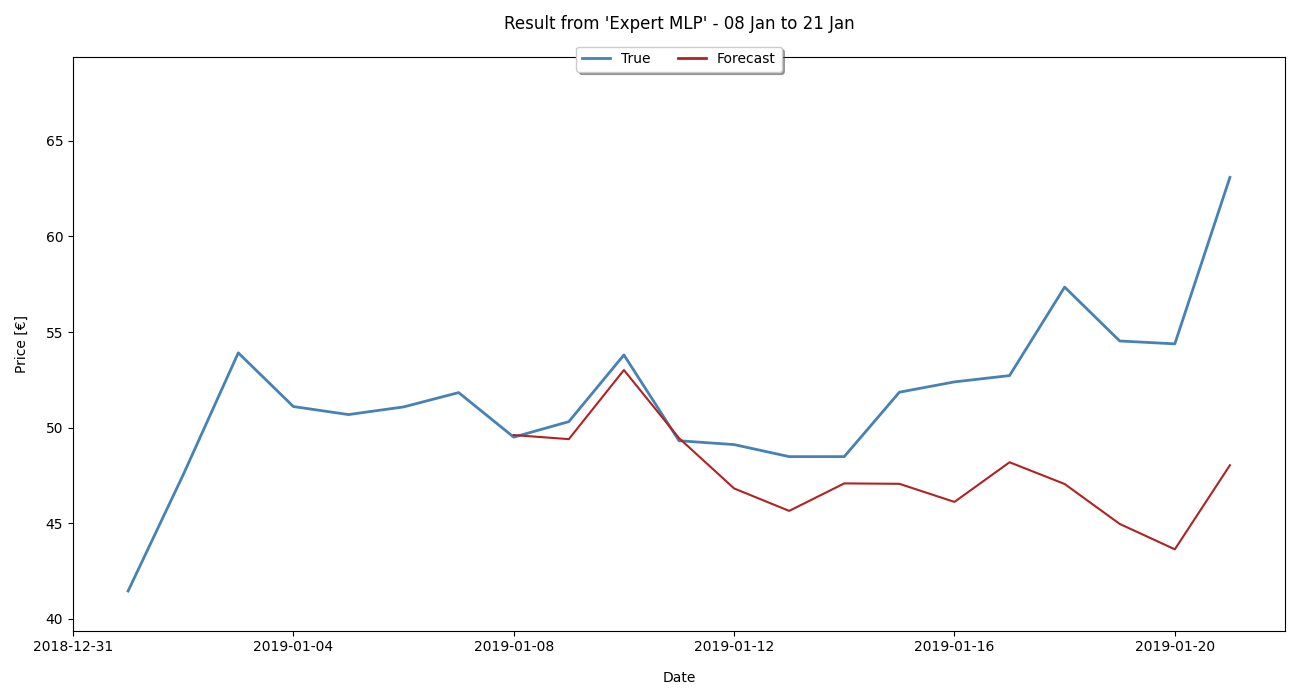 Result from 'Expert MLP' - 08 Jan to 21 Jan
True Forecast
65
60
55
50
45
40
Price [€]
2018-12-31 2019-01-04 2019-01-08 2019-01-12 2019-01-16 2019-01-20
Date